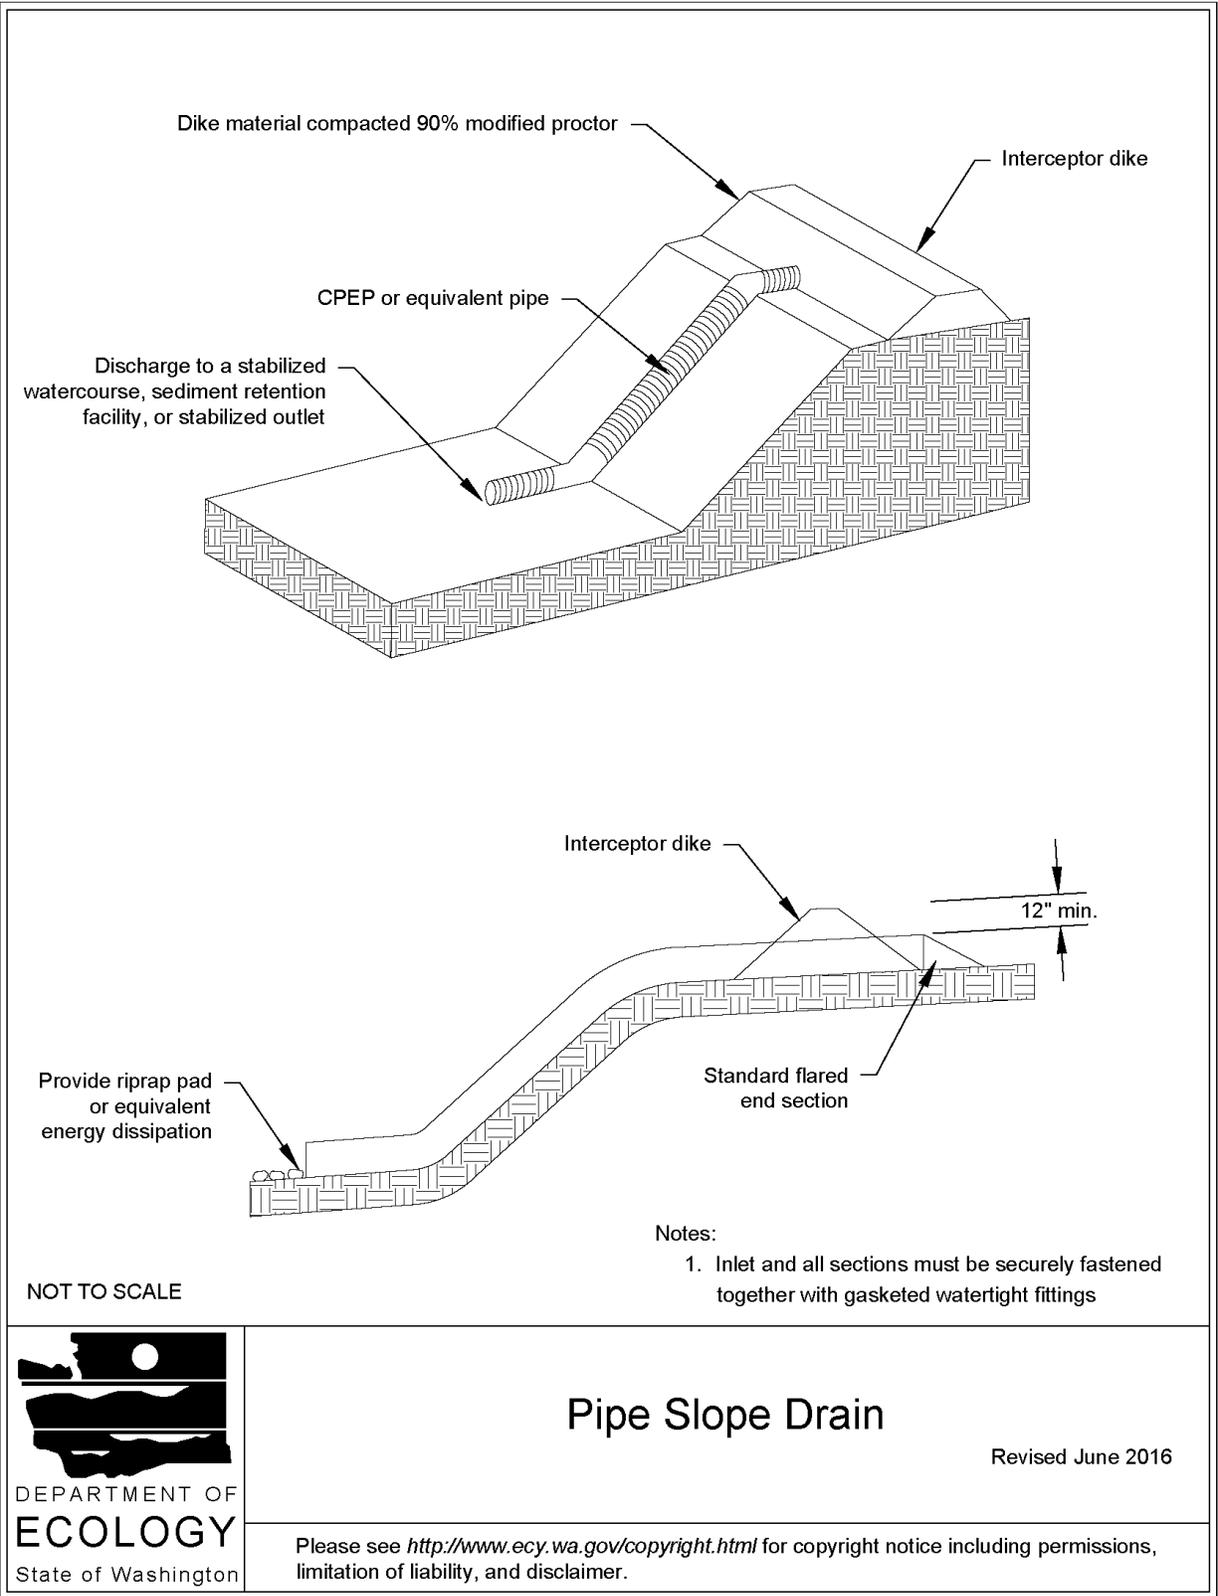 Dike material compacted 90% modified proctor
Interceptor dike
CPEP or equivalent pipe
Discharge to a stabilized
watercourse, sediment retention
facility, or stabilized outlet
Interceptor dike
12" min.
Standard flared
end section
Provide riprap pad
or equivalent
energy dissipation
Notes:
1. Inlet and all sections must be securely fastened
together with gasketed watertight fittings
NOT TO SCALE
DEPARTMENT OF
ECOLOGY
State of Washington
Pipe Slope Drain
Revised June 2016
Please see http://www.ecy.wa.gov/copyright.html for copyright notice including permissions,
limitation of liability, and disclaimer.